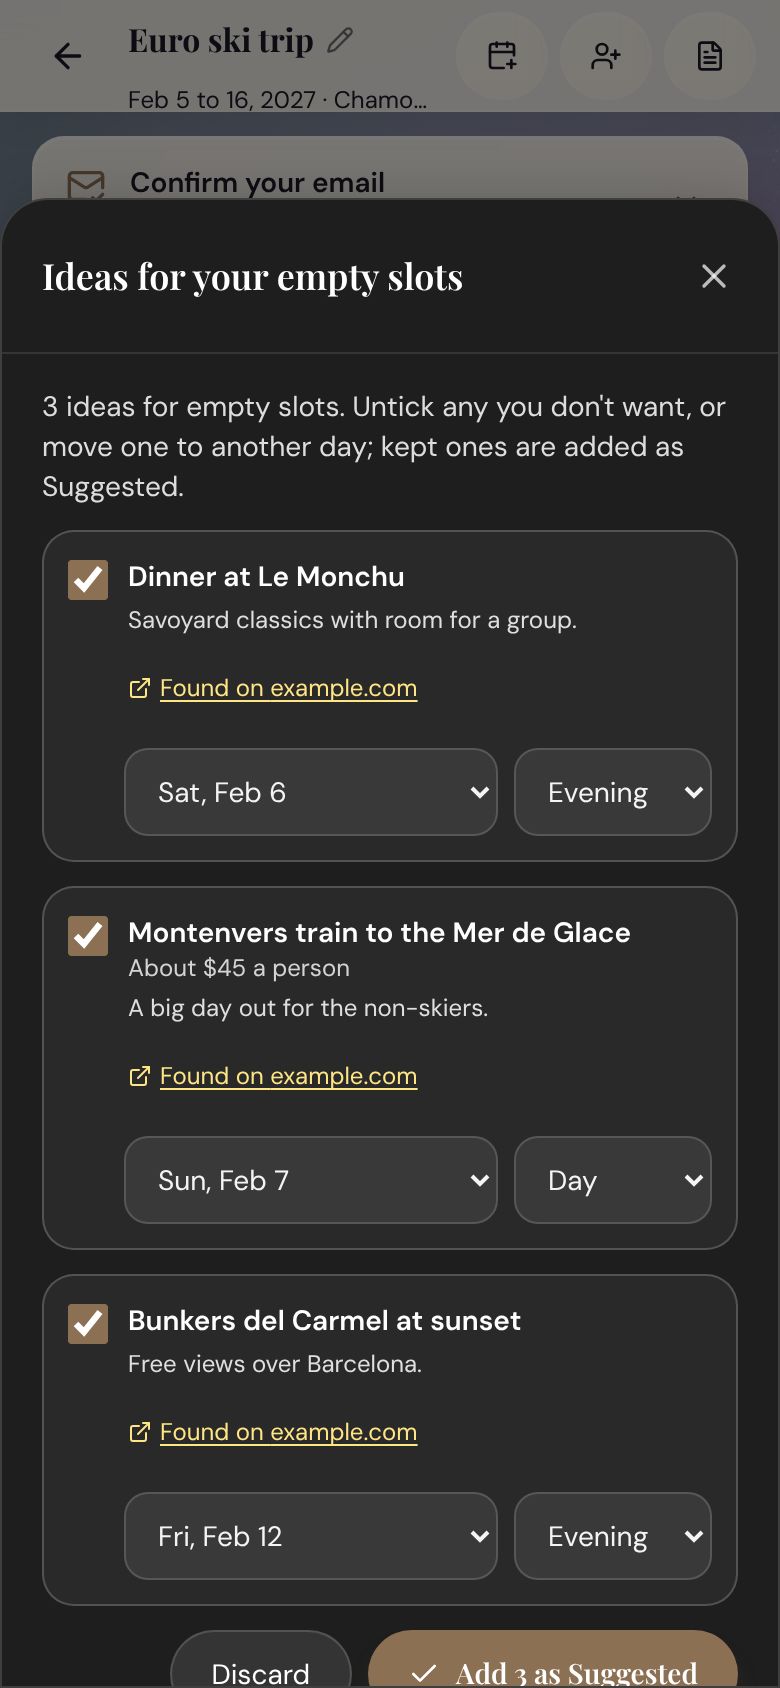 Euro ski trip
Feb 5 to 16, 2027 · Chamo...
Confirm your email
Ideas for your empty slots
3 ideas for empty slots. Untick any you don't want, or
move one to another day; kept ones are added as
Suggested.
Dinner at Le Monchu
Savoyard classics with room for a group.
Found on example.com
Sat, Feb 6
Evening
Montenvers train to the Mer de Glace
About $45 a person
A big day out for the non-skiers.
Found on example.com
Sun, Feb 7
Day
Bunkers del Carmel at sunset
Free views over Barcelona.
Found on example.com
Fri, Feb 12
Evening
Discard
Add 3 as Suggested